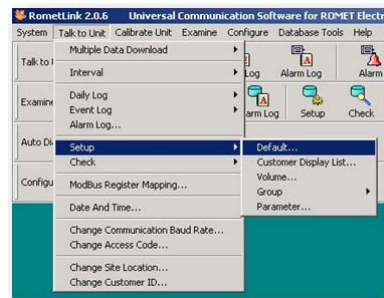 RometLink 2.0.6 Universal Communication Software for ROMET Electr
System Talk to Unit Calibrate Unit Examine Configure Database Tools Help
Talk to
Multiple Data Download
Interval
Log Alarm Log Alarm
Daily Log
Event Log
Alarm Log...
Examine
arm Log Setup Check
Auto Di
Setup
Check
Default...
Customer Display List...
Volume...
Group
Parameter...
Configu
ModBus Register Mapping...
Date And Time...
Change Communication Baud Rate...
Change Access Code...
Change Site Location...
Change Customer ID...